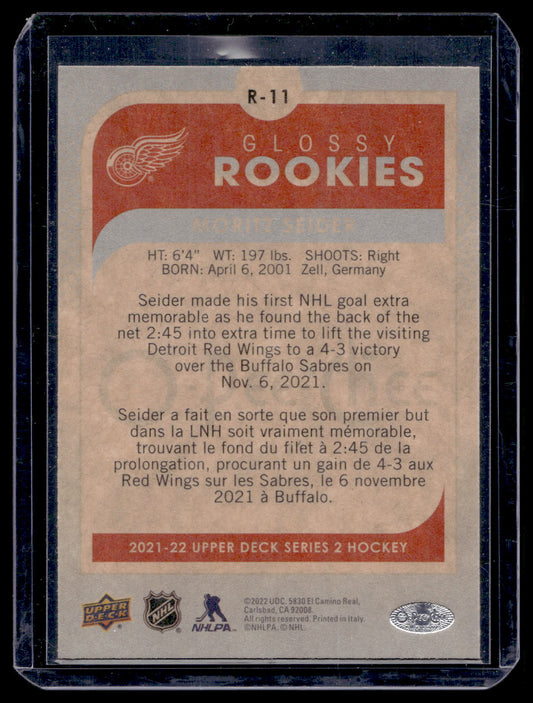 R-11
GLOSSY
ROOKIES
MORITZ SEIDER
HT: 6'4" WT: 197 lbs. SHOOTS: Right
BORN: April 6, 2001 Zell, Germany
Seider made his first NHL goal extra
memorable as he found the back of the
net 2:45 into extra time to lift the visiting
Detroit Red Wings to a 4-3 victory
over the Buffalo Sabres on
Nov. 6, 2021.
Seider a fait en sorte que son premier but
dans la LNH soit vraiment mémorable,
trouvant le fond du filet à 2:45 de la
prolongation, procurant un gain de 4-3 aux
Red Wings sur les Sabres, le 6 novembre
2021 à Buffalo.
2021-22 UPPER DECK SERIES 2 HOCKEY
UPPER
DECK
NHL
NHLPA
©2022 UDC. 5830 El Camino Real,
Carlsbad, CA 92008.
All rights reserved. Printed in Italy.
©NHLPA. © NHL.